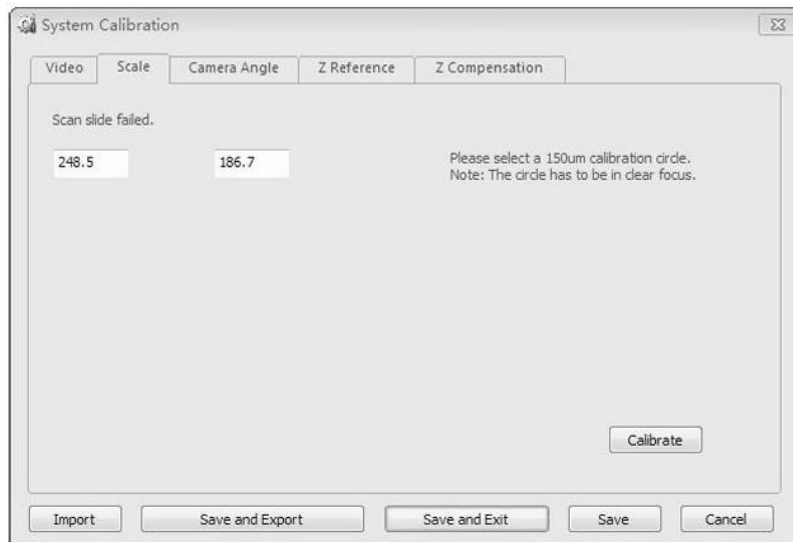 System Calibration
Video Scale Camera Angle Z Reference Z Compensation
Scan slide failed.
248.5 186.7
Please select a 150um calibration circle.
Note: The circle has to be in clear focus.
Calibrate
Import Save and Export Save and Exit Save Cancel